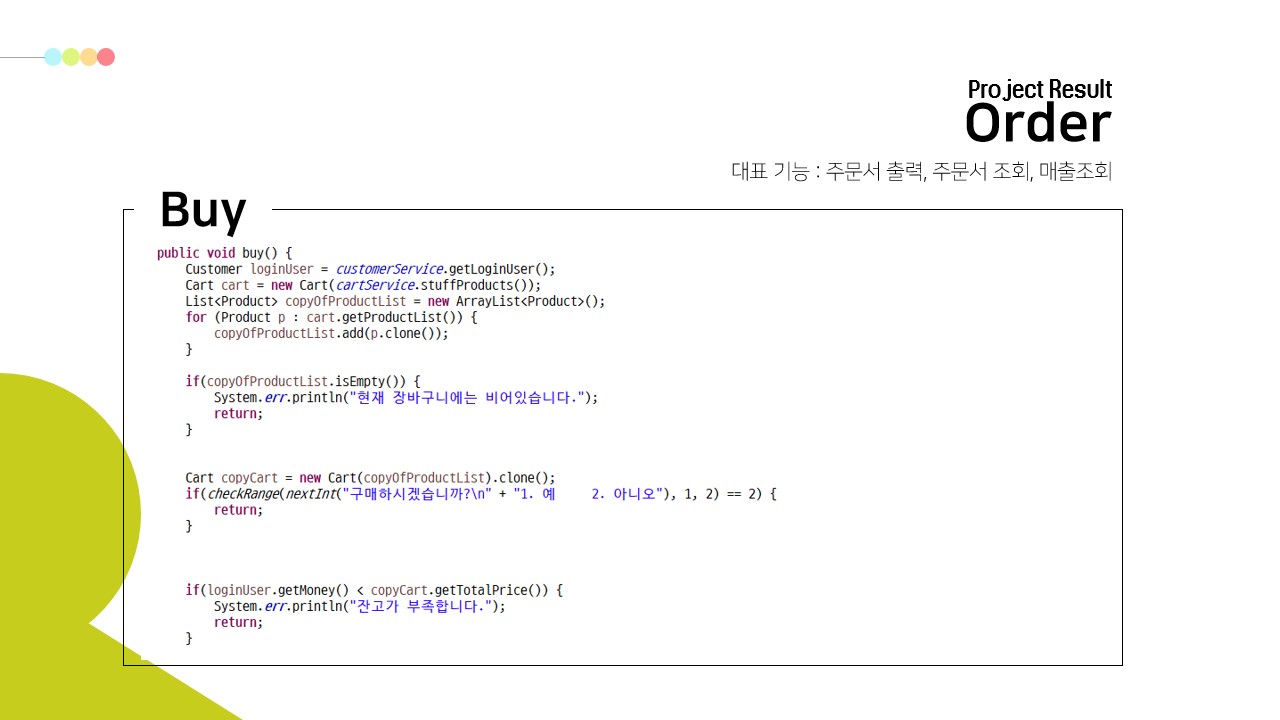 Project Result
Order
대표 기능 : 주문서 출력, 주문서 조회, 매출조회
Buy
public void buy() {
    Customer loginUser = customerService.getLoginUser();
    Cart cart = new Cart(cartService.stuffProducts());
    List<Product> copyOfProductList = new ArrayList<Product>();
    for (Product p : cart.getProductList()) {
        copyOfProductList.add(p.clone());
    }
    if(copyOfProductList.isEmpty()) {
        System.err.println("현재 장바구니에는 비어있습니다.");
        return;
    }
    Cart copyCart = new Cart(copyOfProductList).clone();
    if(checkRange(nextInt("구매하시겠습니까?\n" + "1. 예     2. 아니오"), 1, 2) == 2) {
        return;
    }
    if(loginUser.getMoney() < copyCart.getTotalPrice()) {
        System.err.println("잔고가 부족합니다.");
        return;
    }